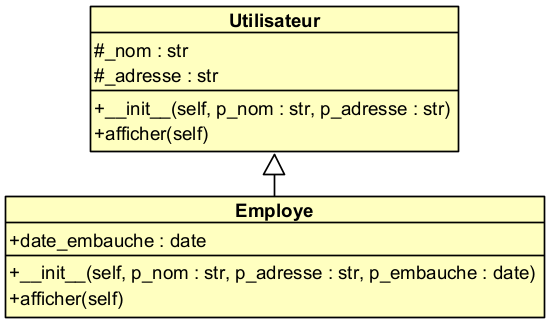 Utilisateur
#_nom : str
#_adresse : str
+__init__(self, p_nom : str, p_adresse : str)
+afficher(self)
Employe
+date_embauche : date
+__init__(self, p_nom : str, p_adresse : str, p_embauche : date)
+afficher(self)